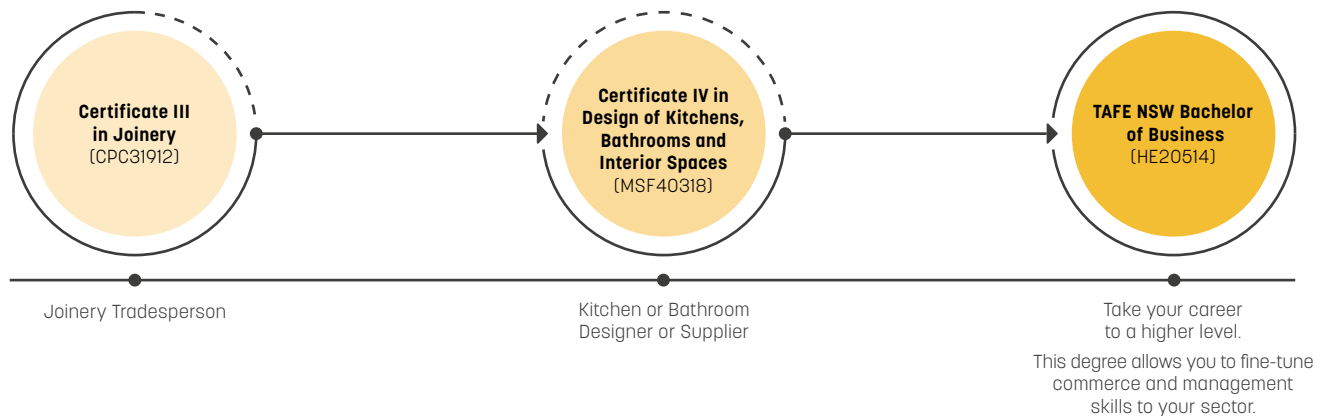 Certificate III
in Joinery
(CPC31912)
Certificate IV in
Design of Kitchens,
Bathrooms and
Interior Spaces
(MSF40318)
TAFE NSW Bachelor
of Business
(HE20514)
Joinery Tradesperson
Kitchen or Bathroom
Designer or Supplier
Take your career
to a higher level.
This degree allows you to fine-tune
commerce and management
skills to your sector.